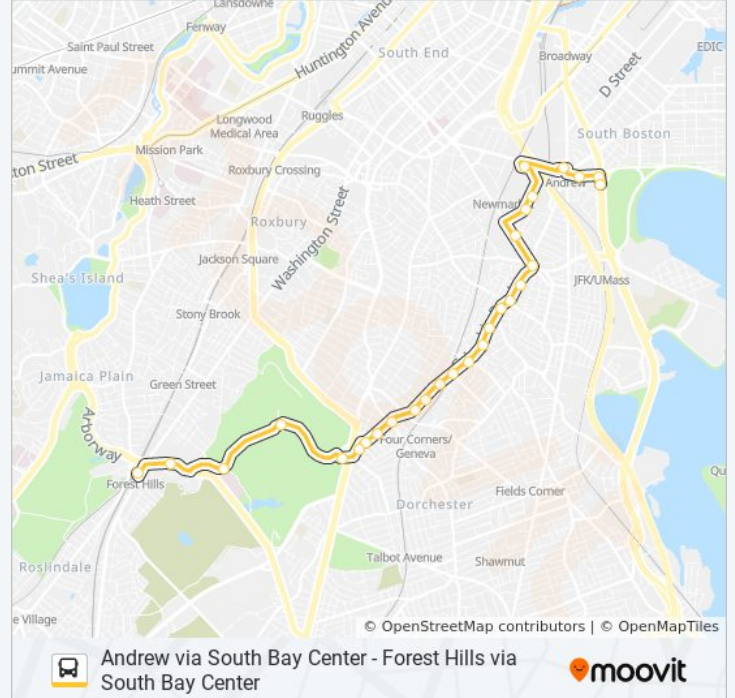 Lansdowne
Fenway
Saint Paul Street
ummit Avenue
Huntington Avenu
South End
Broadway
EDIC
D Street
Longwood
Medical Area
Ruggles
South Boston
Mission Park
ton Street
Roxbury Crossing
Andrew
Heath Street
Newmar
Roxbury
Washington Street
Jackson Square
Shea's Island
JFK/UMass
Stony Brook
Jamaica Plain
Green Street
Arborway
Four Corners/
Geneva
Qu
Forest Hills
Fields Corner
Dorchester
Talbot Avenue
Shawmut
Roslindale
e Village
© OpenStreetMap contributors | © OpenMapTiles
Andrew via South Bay Center - Forest Hills via
South Bay Center
moovit